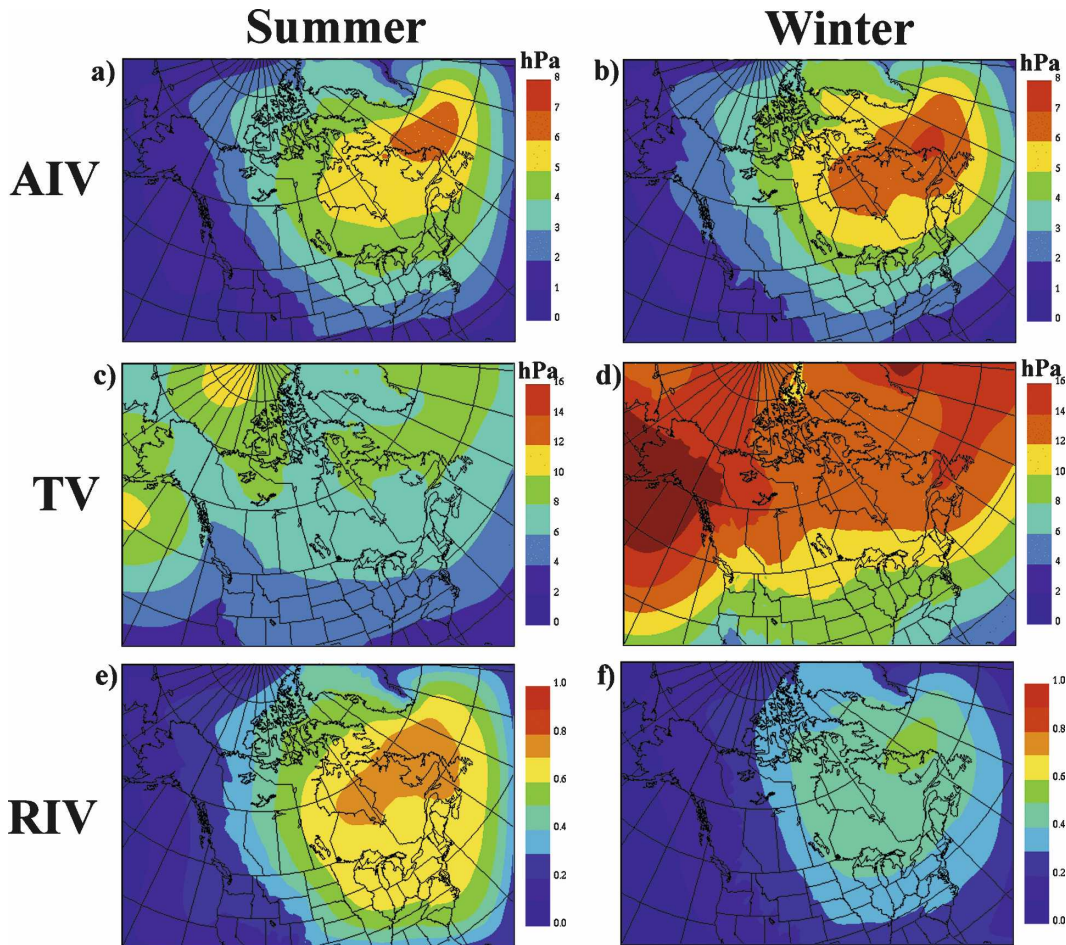 Summer Winter
hPa hPa
a) b)
8 8
7 7
6 6
5 5
AIV
4 4
3 3
2 2
1 1
0 0
hPa hPa
c) d)
16 16
14 14
12 12
10 10
TV
8 8
6 6
4 4
2 2
0 0
e) f)
1.0 1.0
0.8 0.8
0.6 0.6
RIV
0.4 0.4
0.2 0.2
0.0 0.0